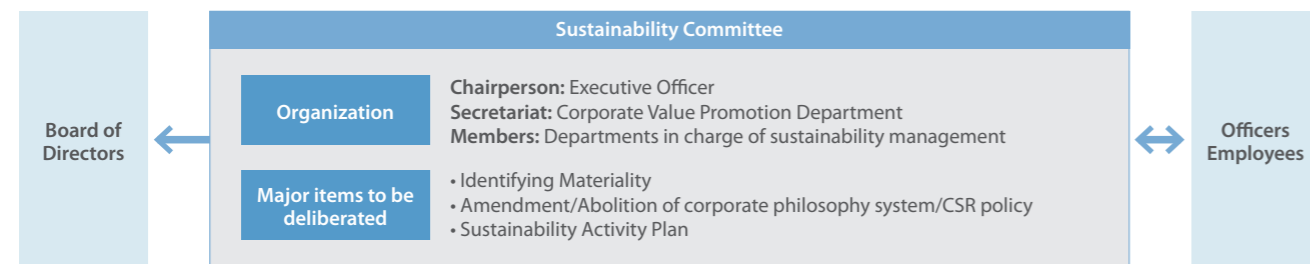 Sustainability Committee
Board of
Directors
Organization
Chairperson: Executive Officer
Secretariat: Corporate Value Promotion Department
Members: Departments in charge of sustainability management
Major items to be
deliberated
• Identifying Materiality
• Amendment/Abolition of corporate philosophy system/CSR policy
• Sustainability Activity Plan
Officers
Employees